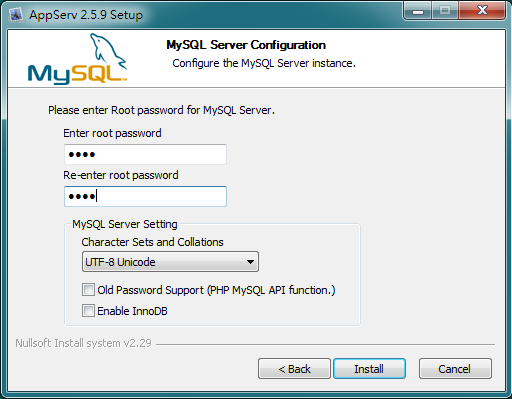 AppServ 2.5.9 Setup
MySQL Server Configuration
Configure the MySQL Server instance.
MySQL
Please enter Root password for MySQL Server.
Enter root password
••••
Re-enter root password
••••
MySQL Server Setting
Character Sets and Collations
UTF-8 Unicode
Old Password Support (PHP MySQL API function.)
Enable InnoDB
Nullsoft Install system v2.29
< Back Install Cancel